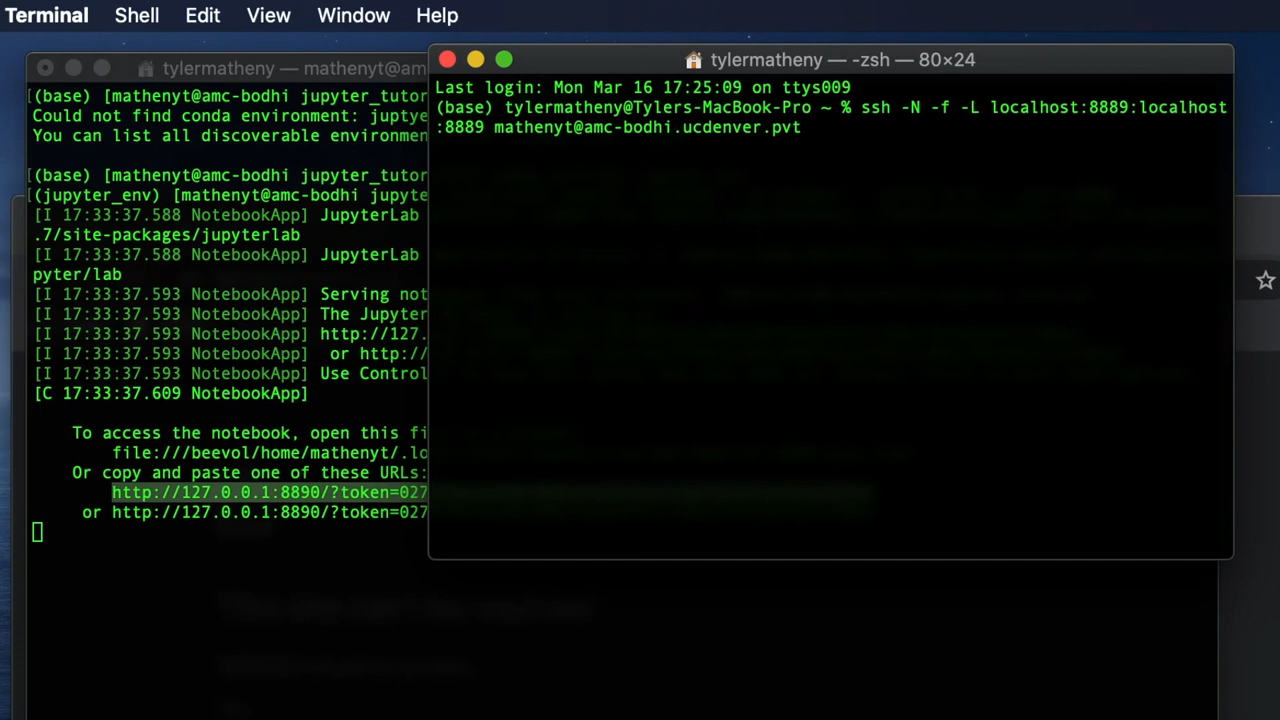 Terminal Shell Edit View Window Help
tylermatheny — mathenyt@am
(base) [mathenyt@amc-bodhi jupyter_tutor
Could not find conda environment: juptye
You can list all discoverable environmen
(base) [mathenyt@amc-bodhi jupyter_tutor
(jupyter_env) [mathenyt@amc-bodhi jupyte
[I 17:33:37.588 NotebookApp] JupyterLab
.7/site-packages/jupyterlab
[I 17:33:37.588 NotebookApp] JupyterLab
pyter/lab
[I 17:33:37.593 NotebookApp] Serving not
[I 17:33:37.593 NotebookApp] The Jupyter
[I 17:33:37.593 NotebookApp] http://127.
[I 17:33:37.593 NotebookApp]  or http://
[I 17:33:37.593 NotebookApp] Use Control
[C 17:33:37.609 NotebookApp]
To access the notebook, open this fi
file:///beevol/home/mathenyt/.lo
Or copy and paste one of these URLs:
http://127.0.0.1:8890/?token=027
or http://127.0.0.1:8890/?token=027
tylermatheny — -zsh — 80×24
Last login: Mon Mar 16 17:25:09 on ttys009
(base) tylermatheny@Tylers-MacBook-Pro ~ % ssh -N -f -L localhost:8889:localhost
:8889 mathenyt@amc-bodhi.ucdenver.pvt